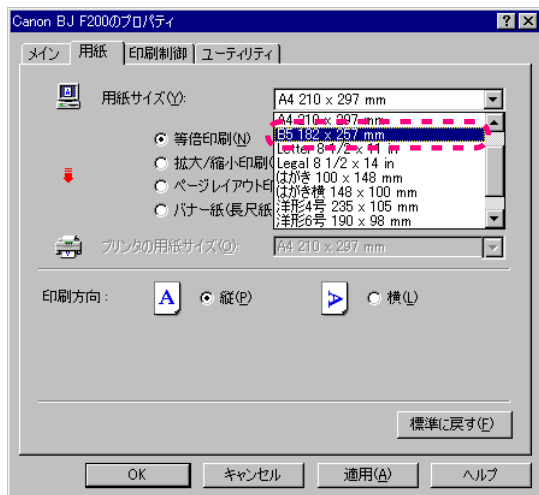 Canon BJ F200のプロパティ
メイン 用紙 印刷制御 ユーティリティ
用紙サイズ(Y): A4 210 x 297 mm
A4 210 x 297 mm
B5 182 x 257 mm
等倍印刷(N) Letter 8 1/2 x 11 in
拡大/縮小印刷( Legal 8 1/2 x 14 in
はがき 100 x 148 mm
ページレイアウト印 はがき横 148 x 100 mm
バナー紙(長尺紙 洋形4号 235 x 105 mm
洋形6号 190 x 98 mm
プリンタの用紙サイズ(O): A4 210 x 297 mm
印刷方向: A 縦(P) A 横(L)
標準に戻す(F)
OK キャンセル 適用(A) ヘルプ